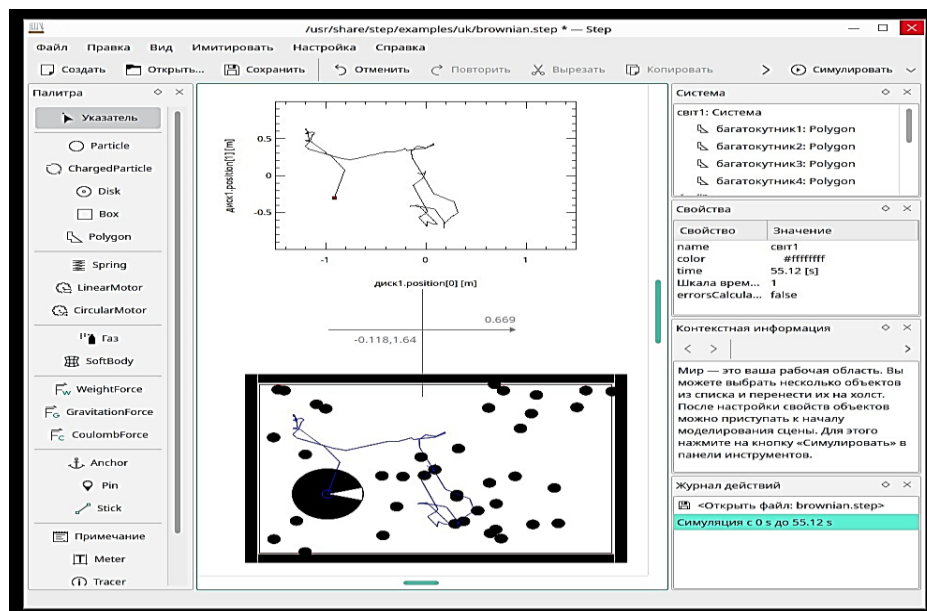 /usr/share/step/examples/uk/brownian.step * — Step
Файл Правка Вид Имитировать Настройка Справка
Создать Открыть... Сохранить Отменить Повторить Вырезать Копировать Симулировать
Палитра
Указатель
Particle
ChargedParticle
Disk
Box
Polygon
Spring
LinearMotor
CircularMotor
Газ
SoftBody
WeightForce
GravitationForce
CoulombForce
Anchor
Pin
Stick
Примечание
Meter
Tracer
диск1.position[1] [m]
0.5
0
-0.5
-1 0 1
диск1.position[0] [m]
0.669
-0.118,1.64
Система
світ1: Система
багатокутник1: Polygon
багатокутник2: Polygon
багатокутник3: Polygon
багатокутник4: Polygon
Свойства
Свойство Значение
name світ1
color #ffffffff
time 55.12 [s]
Шкала врем... 1
errorsCalcula... false
Контекстная информация
Мир — это ваша рабочая область. Вы
можете выбрать несколько объектов
из списка и перенести их на холст.
После настройки свойств объектов
можно приступать к началу
моделирования сцены. Для этого
нажмите на кнопку «Симулировать» в
панели инструментов.
Журнал действий
<Открыть файл: brownian.step>
Симуляция с 0 s до 55.12 s